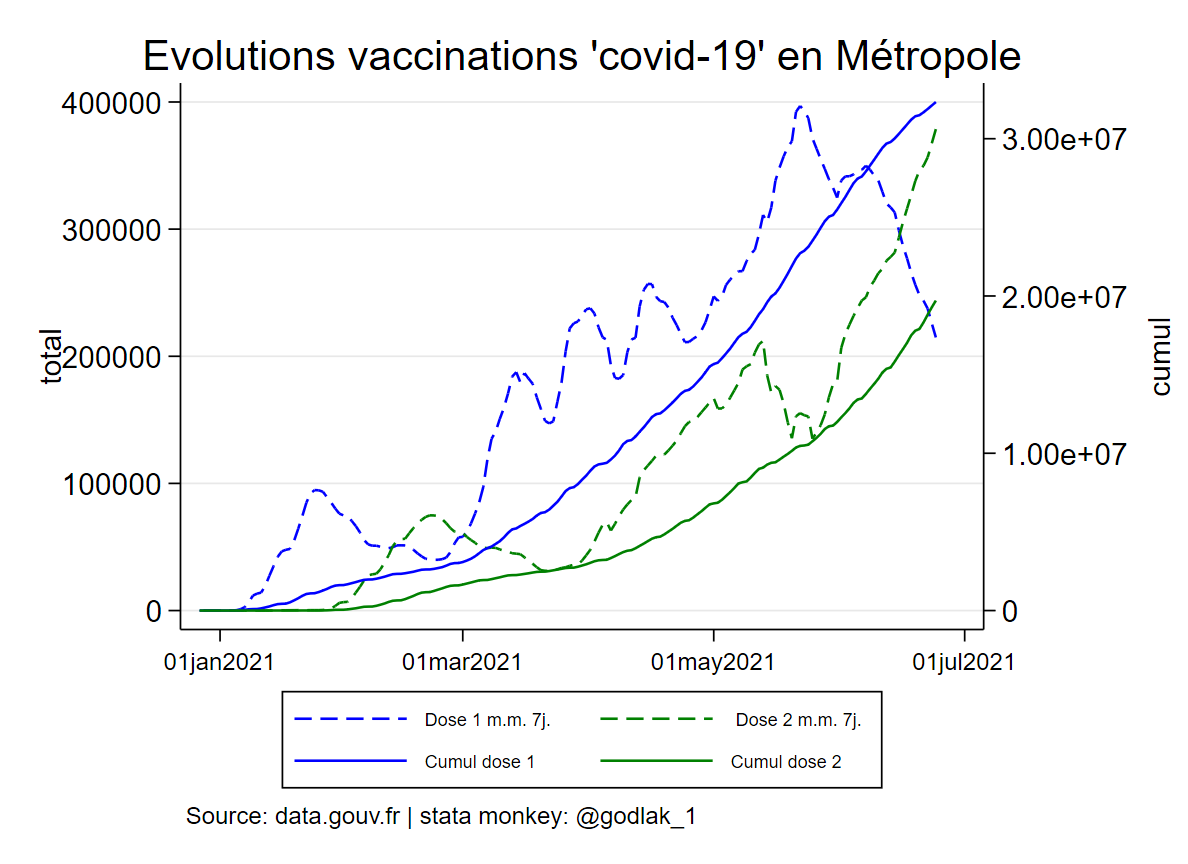 Evolutions vaccinations 'covid-19' en Métropole
400000
300000
200000
100000
0
total
3.00e+07
2.00e+07
1.00e+07
0
cumul
01jan2021 01mar2021 01may2021 01jul2021
Dose 1 m.m. 7j. Dose 2 m.m. 7j.
Cumul dose 1 Cumul dose 2
Source: data.gouv.fr | stata monkey: @godlak_1